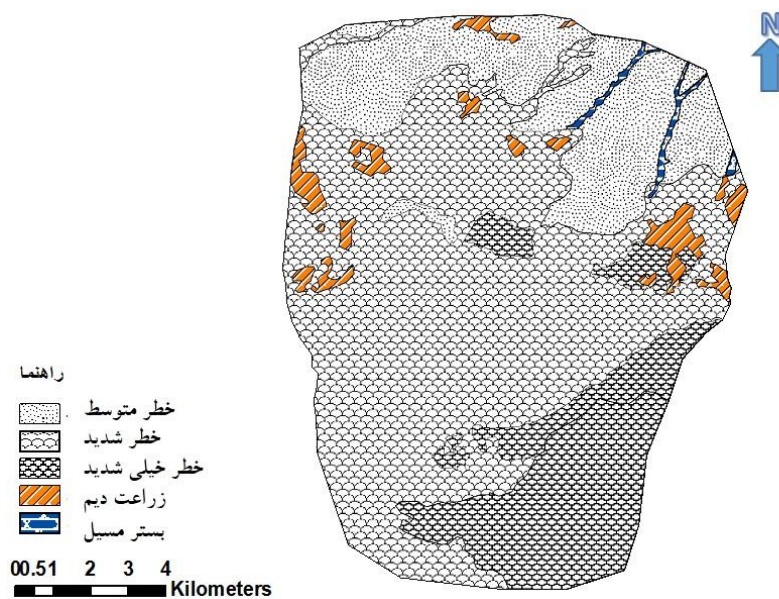 N
راهنما
خطر متوسط
خطر شدید
خطر خیلی شدید
زراعت دیم
بستر مسیل
00.51 2 3 4
Kilometers